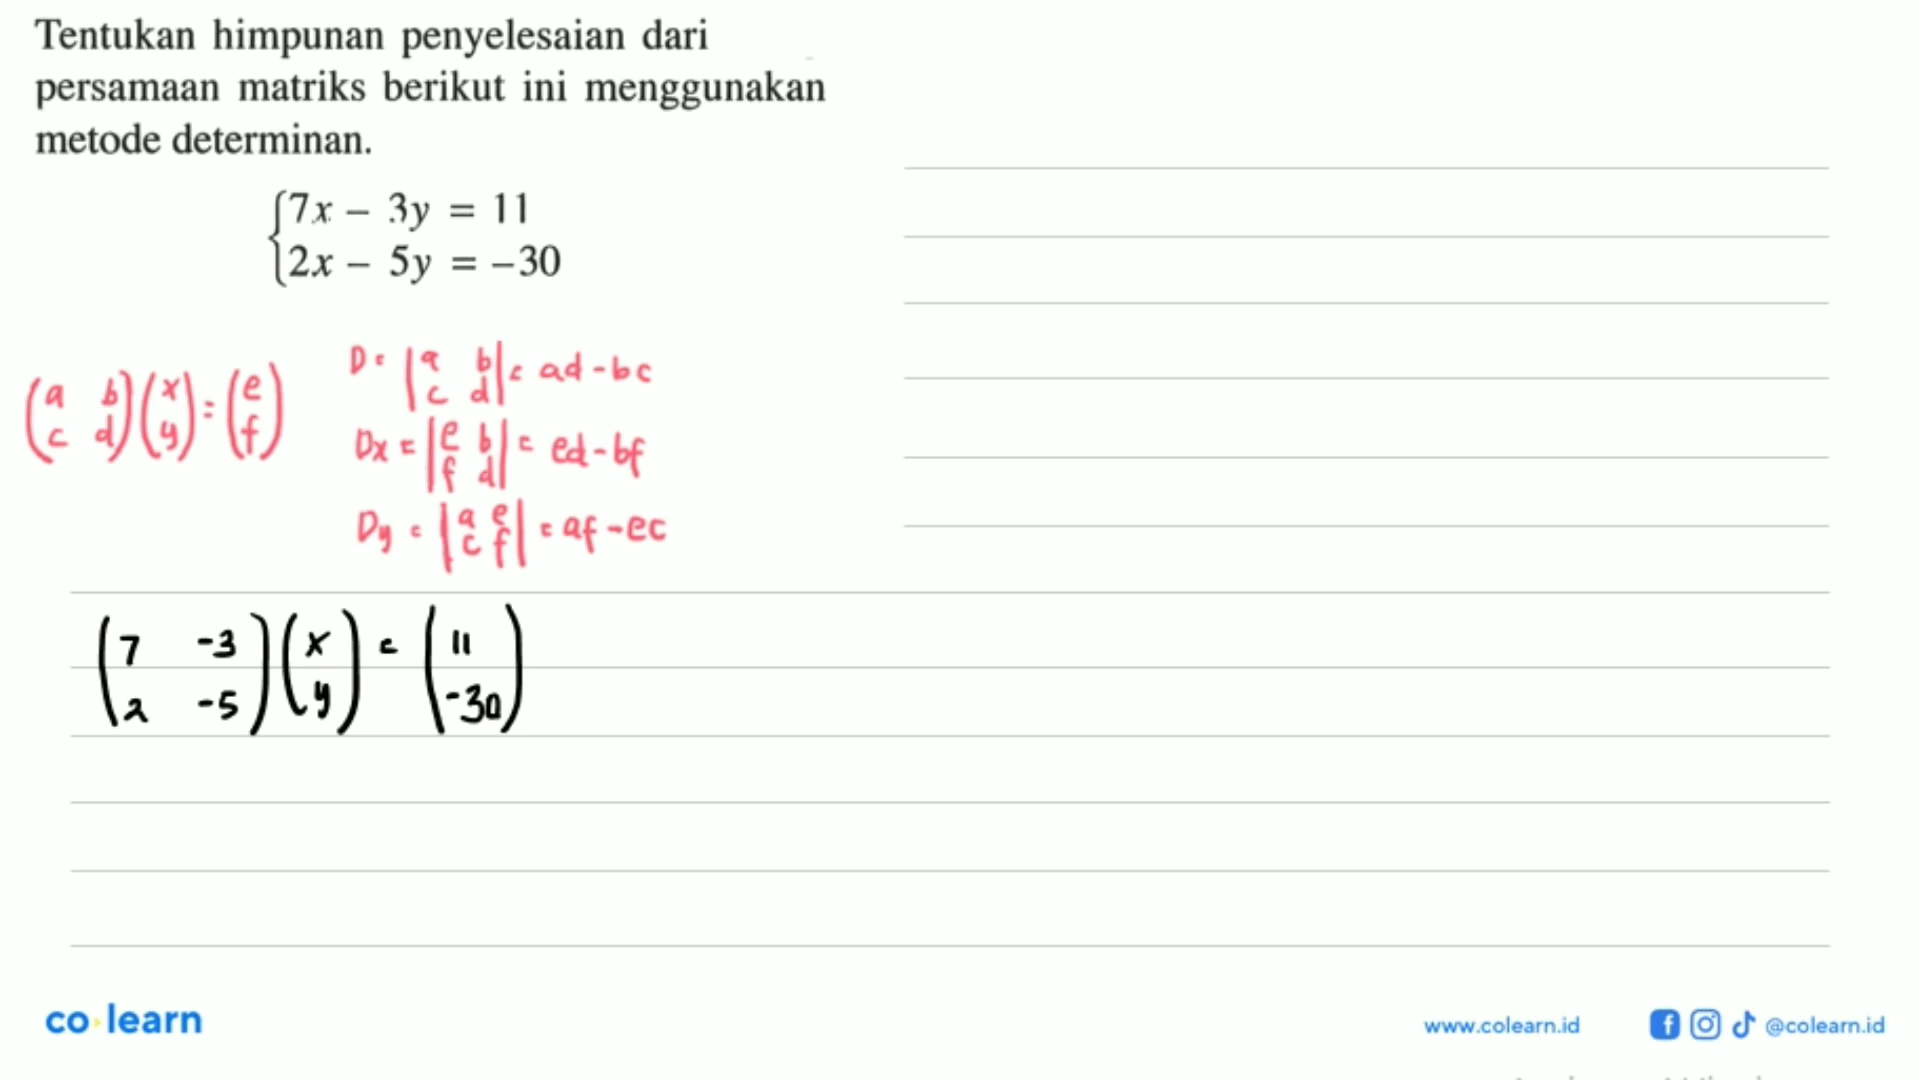 Tentukan himpunan penyelesaian dari
persamaan matriks berikut ini menggunakan
metode determinan.
{7x – 3y = 11
{2x – 5y = –30
(a b) (x) = (e)
(c d) (y) (f)
D = |a b| = ad - bc
|c d|
Dx = |e b| = ed - bf
|f d|
Dy = |a e| = af - ec
|c f|
(7 -3) (x) = (11)
(2 -5) (y) (-30)
co learn
www.colearn.id @colearn.id